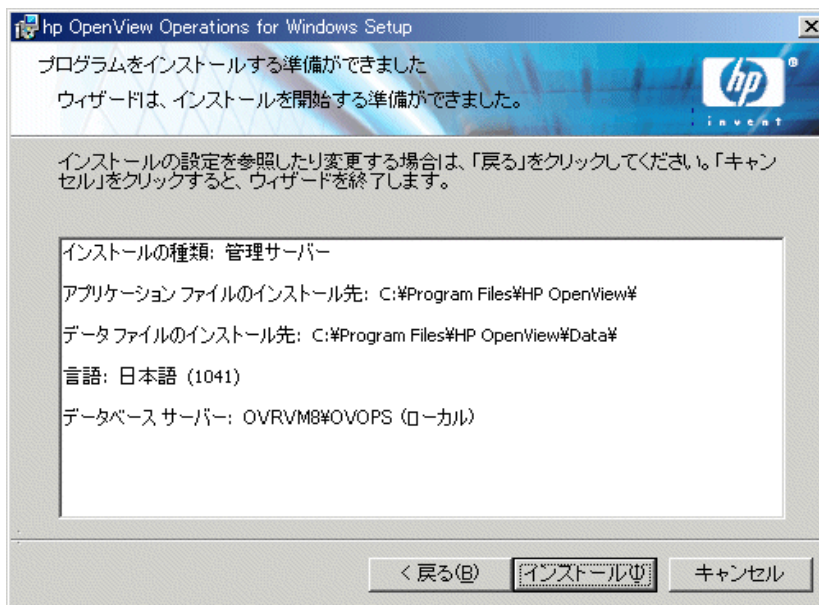 hp OpenView Operations for Windows Setup
プログラムをインストールする準備ができました
ウィザードは、インストールを開始する準備ができました。
hp
®
invent
インストールの設定を参照したり変更する場合は、「戻る」をクリックしてください。「キャン
セル」をクリックすると、ウィザードを終了します。
インストールの種類: 管理サーバー
アプリケーション ファイルのインストール先: C:¥Program Files¥HP OpenView¥
データ ファイルのインストール先: C:¥Program Files¥HP OpenView¥Data¥
言語: 日本語 (1041)
データベース サーバー: OVRVM8¥OVOPS (ローカル)
< 戻る(B)
インストール(I)
キャンセル